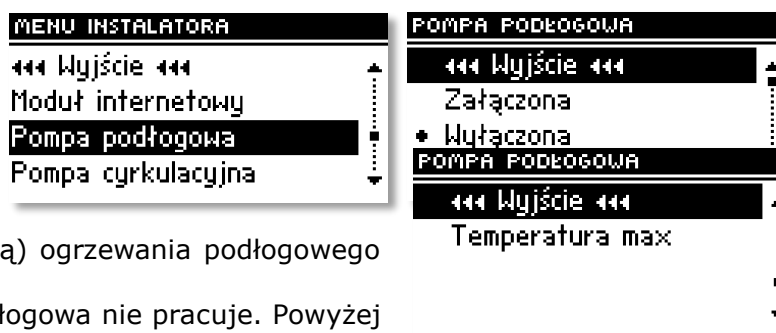 MENU INSTALATORA
Wyjście
Moduł internetowy
Pompa podłogowa
Pompa cyrkulacyjna
POMPA PODŁOGOWA
Wyjście
Załączona
Wyłączona
POMPA PODŁOGOWA
Wyjście
Temperatura max
ą) ogrzewania podłogowego
łogowa nie pracuje. Powyżej